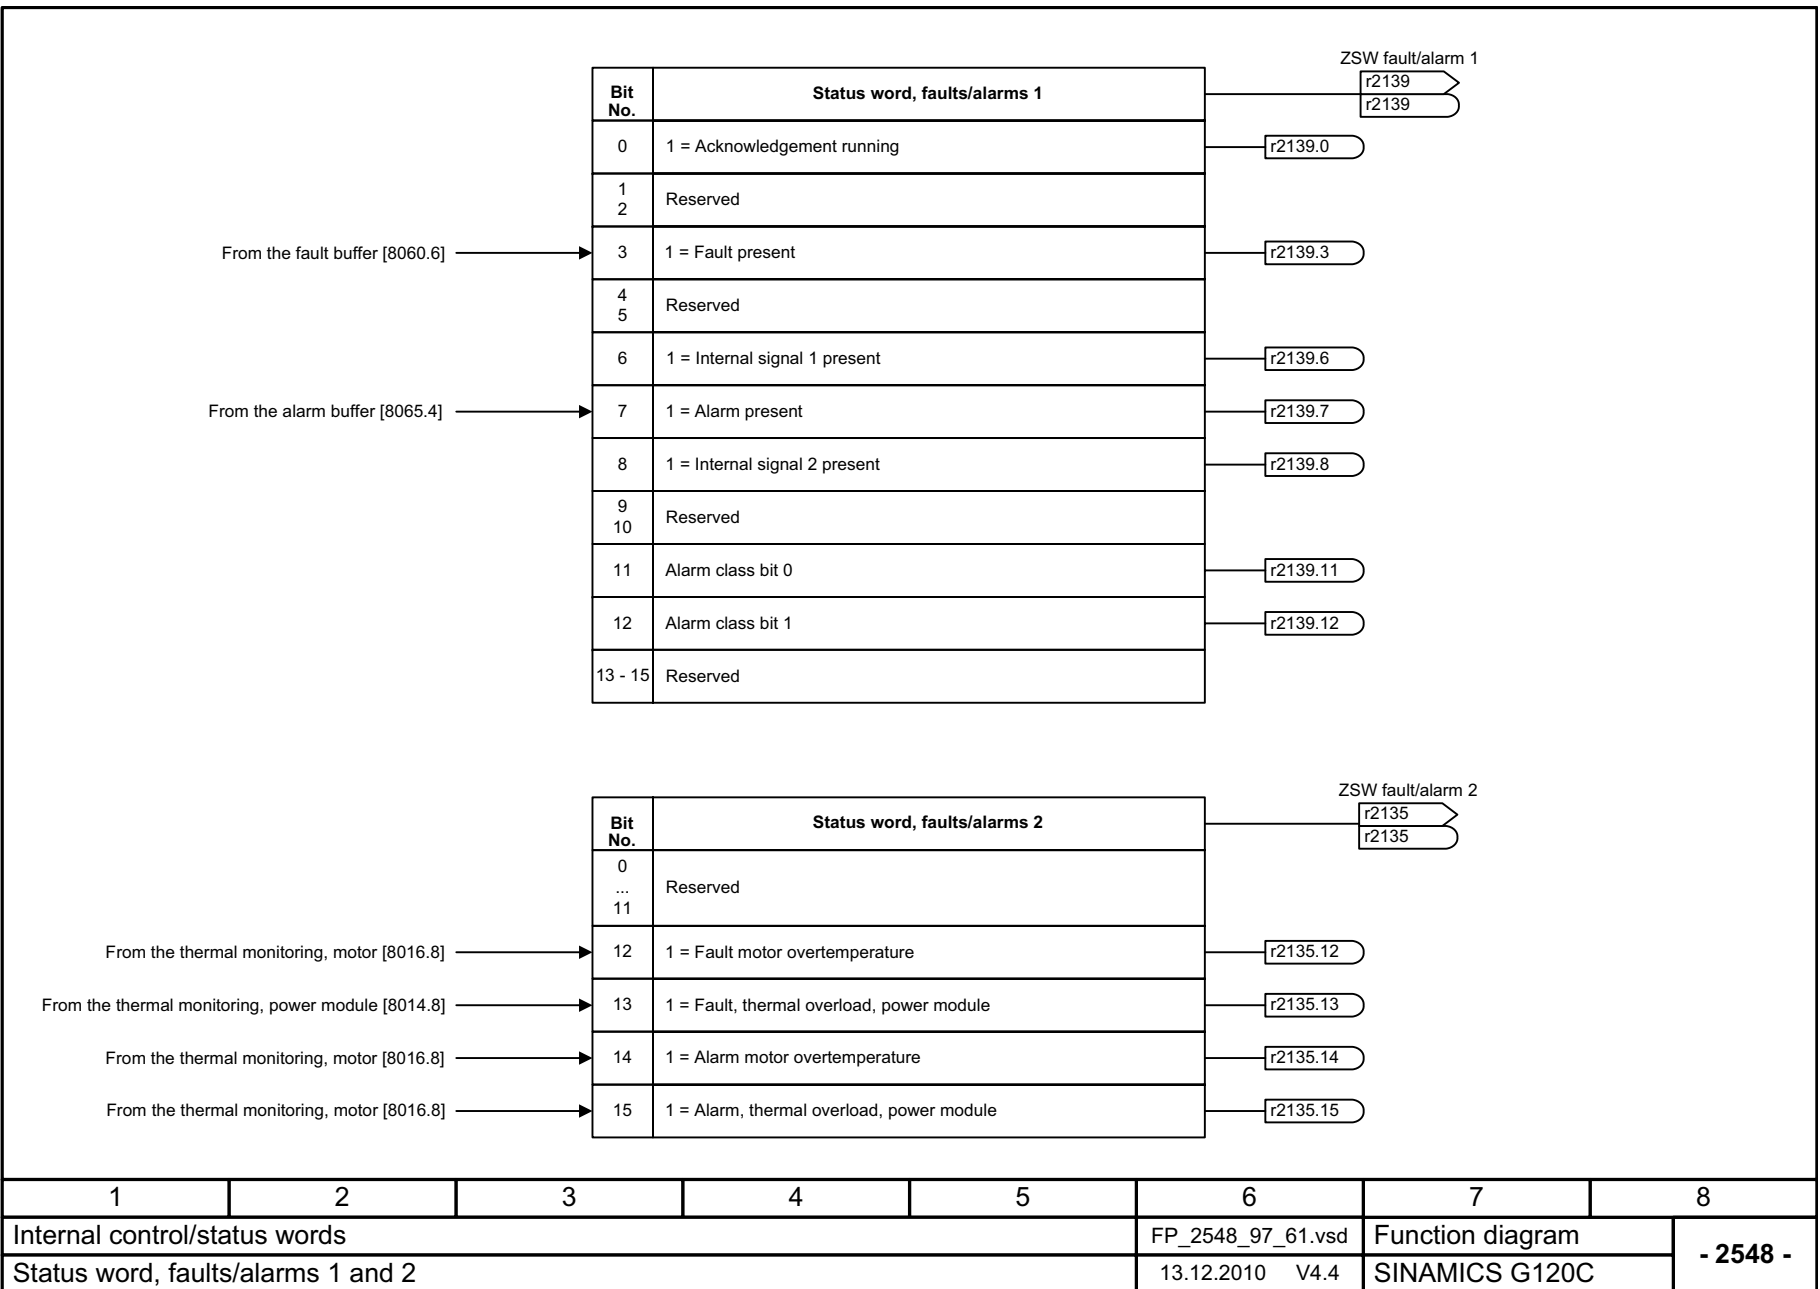 ZSW fault/alarm 1
Bit No.
Status word, faults/alarms 1
r2139
r2139
0
1 = Acknowledgement running
r2139.0
1
2
Reserved
From the fault buffer [8060.6]
3
1 = Fault present
r2139.3
4
5
Reserved
6
1 = Internal signal 1 present
r2139.6
From the alarm buffer [8065.4]
7
1 = Alarm present
r2139.7
8
1 = Internal signal 2 present
r2139.8
9
10
Reserved
11
Alarm class bit 0
r2139.11
12
Alarm class bit 1
r2139.12
13 - 15
Reserved
ZSW fault/alarm 2
Bit No.
Status word, faults/alarms 2
r2135
r2135
0
...
11
Reserved
From the thermal monitoring, motor [8016.8]
12
1 = Fault motor overtemperature
r2135.12
From the thermal monitoring, power module [8014.8]
13
1 = Fault, thermal overload, power module
r2135.13
From the thermal monitoring, motor [8016.8]
14
1 = Alarm motor overtemperature
r2135.14
From the thermal monitoring, motor [8016.8]
15
1 = Alarm, thermal overload, power module
r2135.15
1 2 3 4 5 6 7 8
Internal control/status words
FP_2548_97_61.vsd
Function diagram
- 2548 -
Status word, faults/alarms 1 and 2
13.12.2010 V4.4
SINAMICS G120C